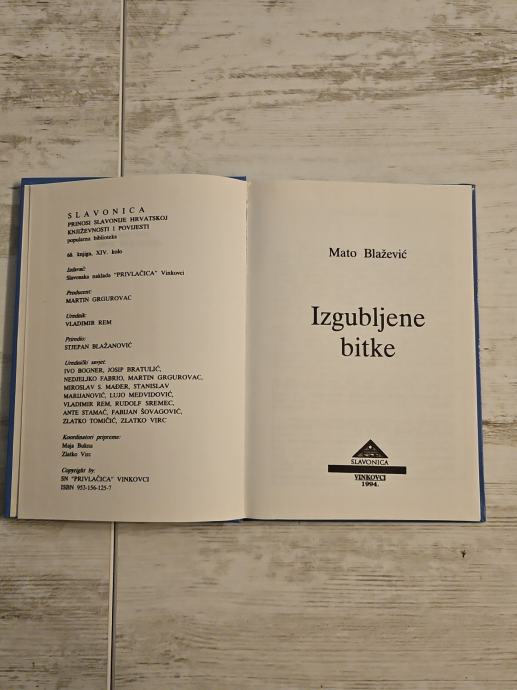 SLAVONICA
PRINOSI SLAVONIJE HRVATSKOJ
KNJIŽEVNOSTI I POVIJESTI
popularna biblioteka
68. knjiga, XIV. kolo
Izdavač:
Slavonska naklada "PRIVLAČICA" Vinkovci
Producent:
MARTIN GRGUROVAC
Urednik:
VLADIMIR REM
Priredio:
STJEPAN BLAŽANOVIĆ
Urednički savjet:
IVO BOGNER, JOSIP BRATULIĆ,
NEDJELJKO FABRIO, MARTIN GRGUROVAC,
MIROSLAV S. MAĐER, STANISLAV
MARIJANOVIĆ, LUJO MEDVIDOVIĆ,
VLADIMIR REM, RUDOLF SREMEC,
ANTE STAMAĆ, FABIJAN ŠOVAGOVIĆ,
ZLATKO TOMIČIĆ, ZLATKO VIRC
Koordinatori pripreme:
Maja Bukna
Zlatko Virc
Copyright by:
SN "PRIVLAČICA" VINKOVCI
ISBN 953-156-125-7
Mato Blažević
Izgubljene
bitke
SLAVONICA
VINKOVCI
1994.